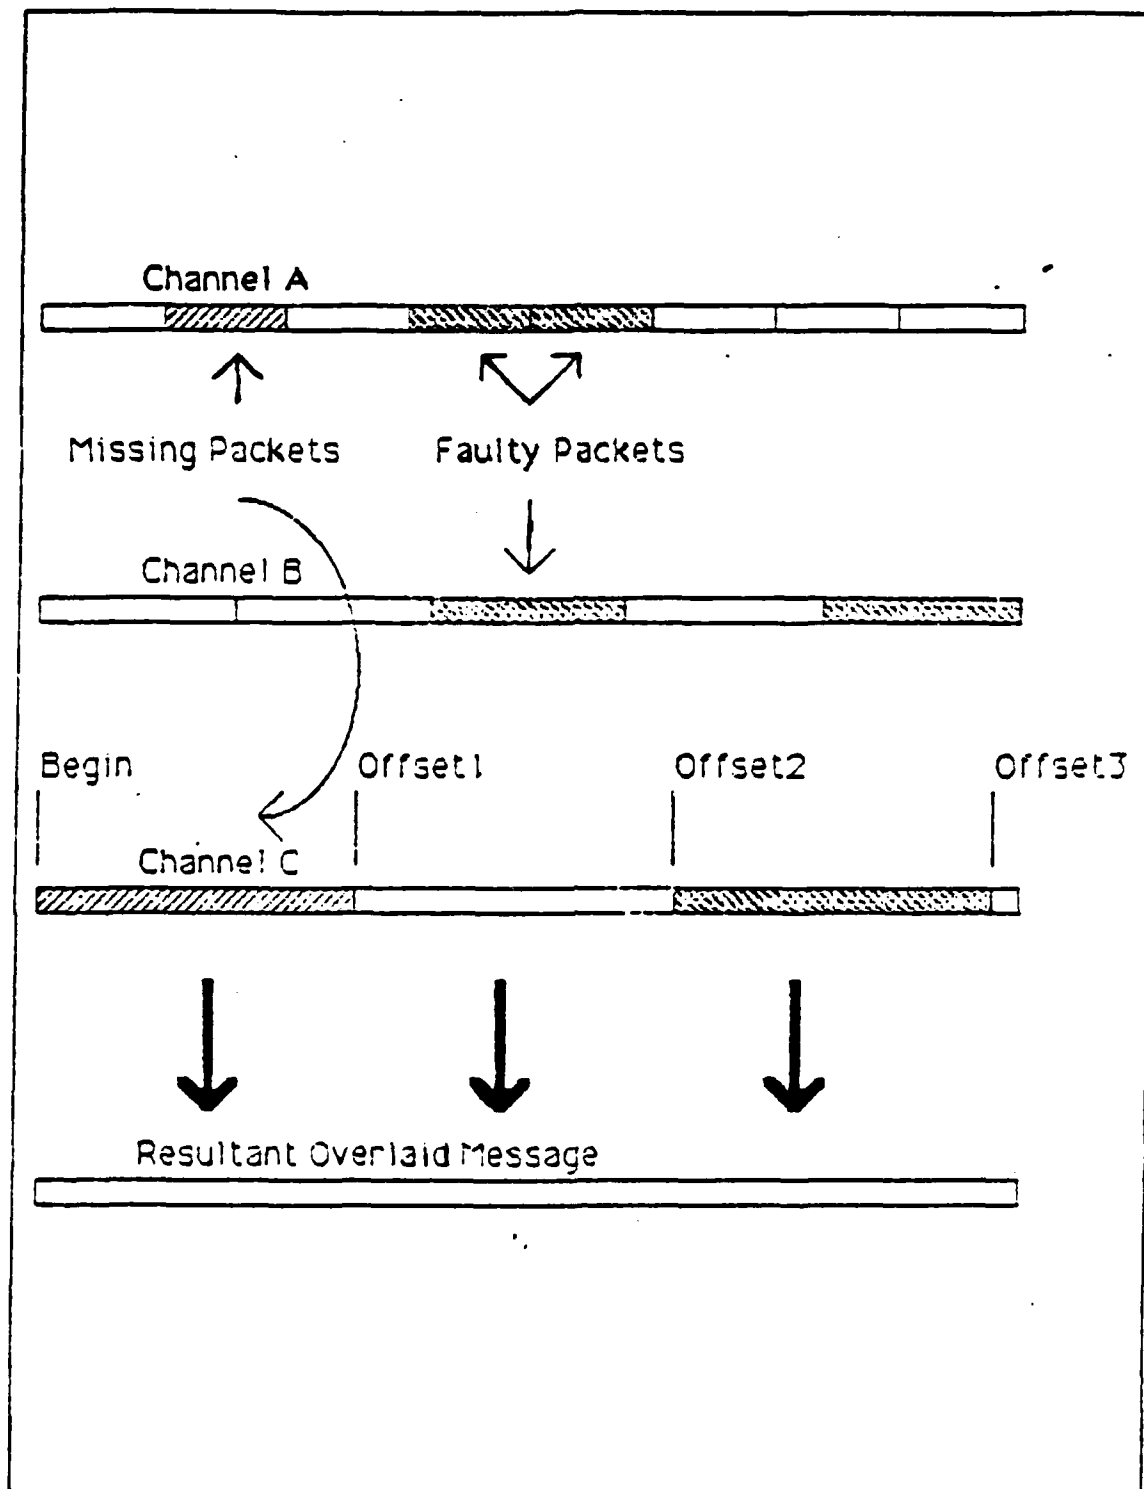 Channel A
Missing Packets
Faulty Packets
Channel B
Begin
Offset1
Offset2
Offset3
Channel C
Resultant Overlaid Message